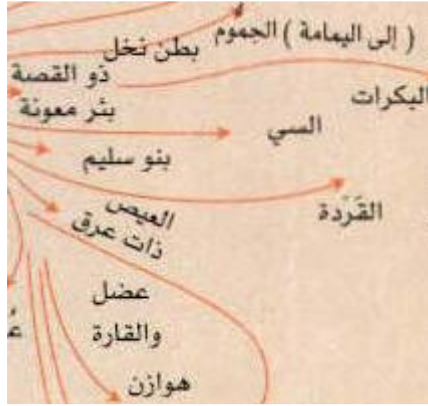 ( إلى اليمامة ) الجموم
بطن نخل
ذو القصة
البكرات
بئر معونة
السي
بنو سليم
القَرَدة
العيص
ذات عرق
عضل
والقارة
هوازن